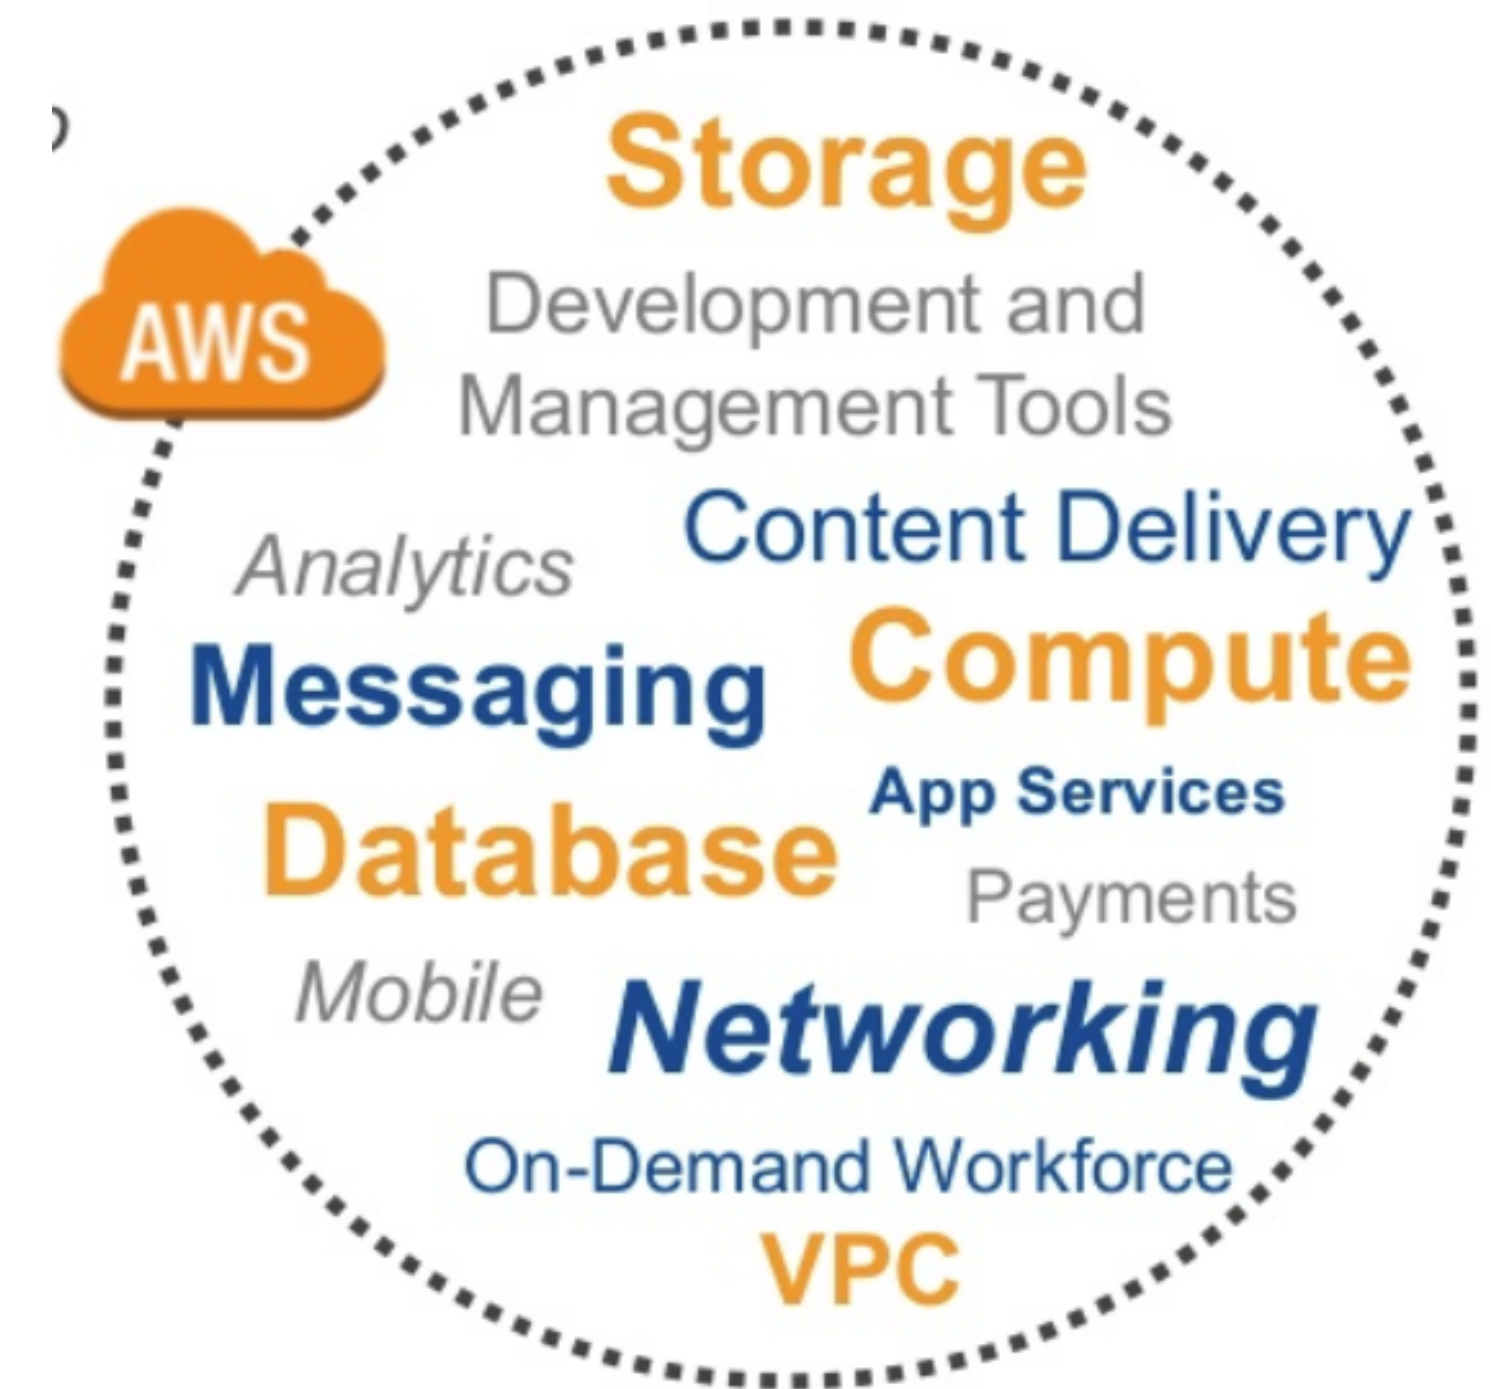 Storage
AWS
Development and
Management Tools
Content Delivery
Analytics
Compute
Messaging
App Services
Database
Payments
Mobile
Networking
On-Demand Workforce
VPC